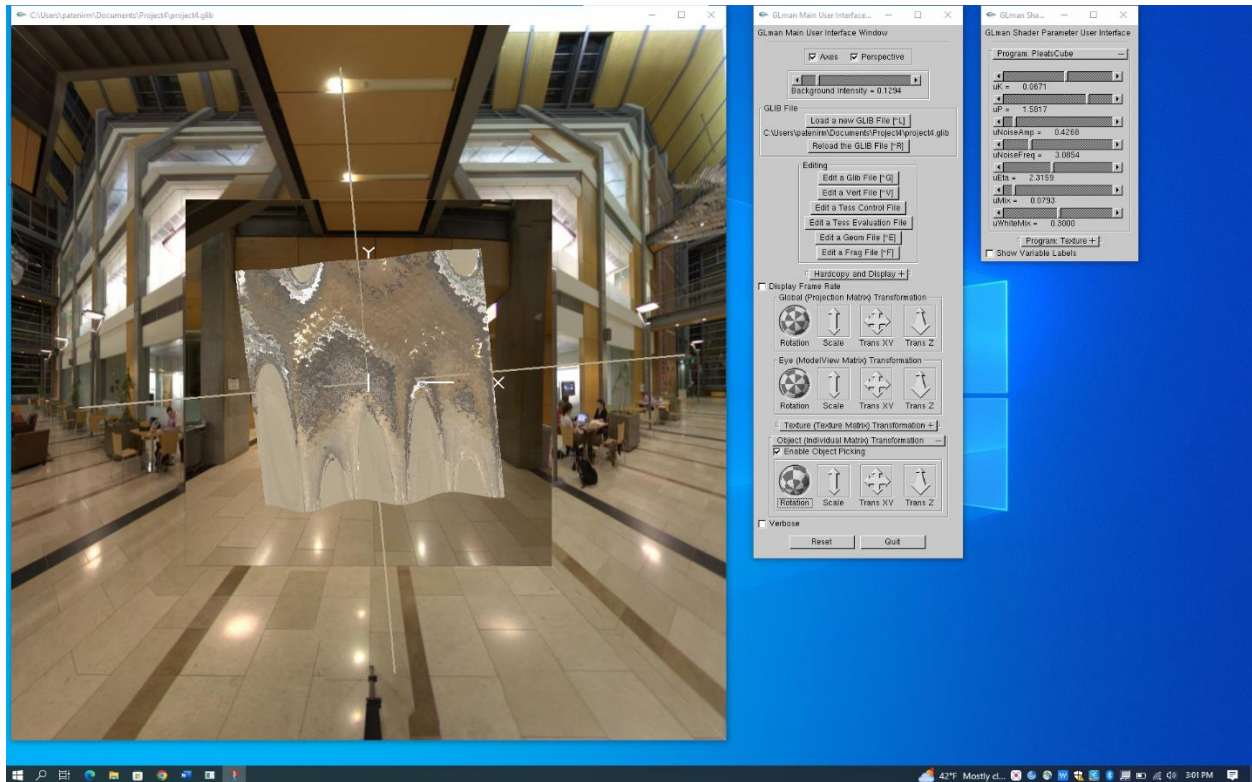 C:\Users\patenirm\Documents\Project4\project4.glib
Y
X
GLman Main User Interface...
GLman Main User Interface Window
Axes
Perspective
Background Intensity = 0.1294
GLIB File
Load a new GLIB File [^L]
C:\Users\patenirm\Documents\Project4\project4.glib
Reload the GLIB File [^R]
Editing
Edit a Glib File [^G]
Edit a Vert File [^V]
Edit a Tess Control File
Edit a Tess Evaluation File
Edit a Geom File [^E]
Edit a Frag File [^F]
Hardcopy and Display +
Display Frame Rate
Global (Projection Matrix) Transformation
Rotation Scale Trans XY Trans Z
Eye (ModelView Matrix) Transformation
Rotation Scale Trans XY Trans Z
Texture (Texture Matrix) Transformation +
Object (Individual Matrix) Transformation –
Enable Object Picking
Rotation Scale Trans XY Trans Z
Verbose
Reset Quit
GLman Sha...
GLman Shader Parameter User Interface
Program: PleatsCube –
uK = 0.0671
uP = 1.5817
uNoiseAmp = 0.4268
uNoiseFreq = 3.0854
uEta = 2.3159
uMix = 0.0793
uWhiteMix = 0.3000
Program: Texture +
Show Variable Labels
42°F Mostly cl... 3:01 PM